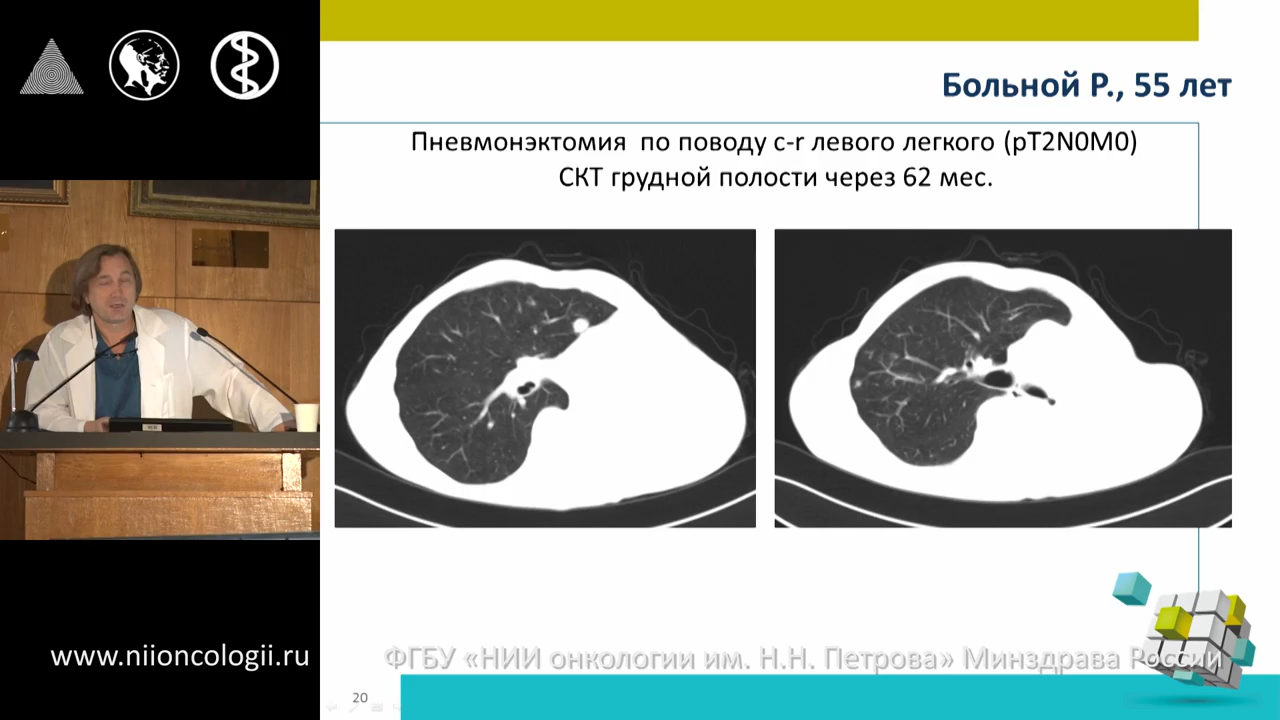 Больной Р., 55 лет
Пневмонэктомия по поводу c-r левого легкого (pT2N0M0)
СКТ грудной полости через 62 мес.
www.niioncologii.ru
ФГБУ «НИИ онкологии им. Н.Н. Петрова» Минздрава России
20